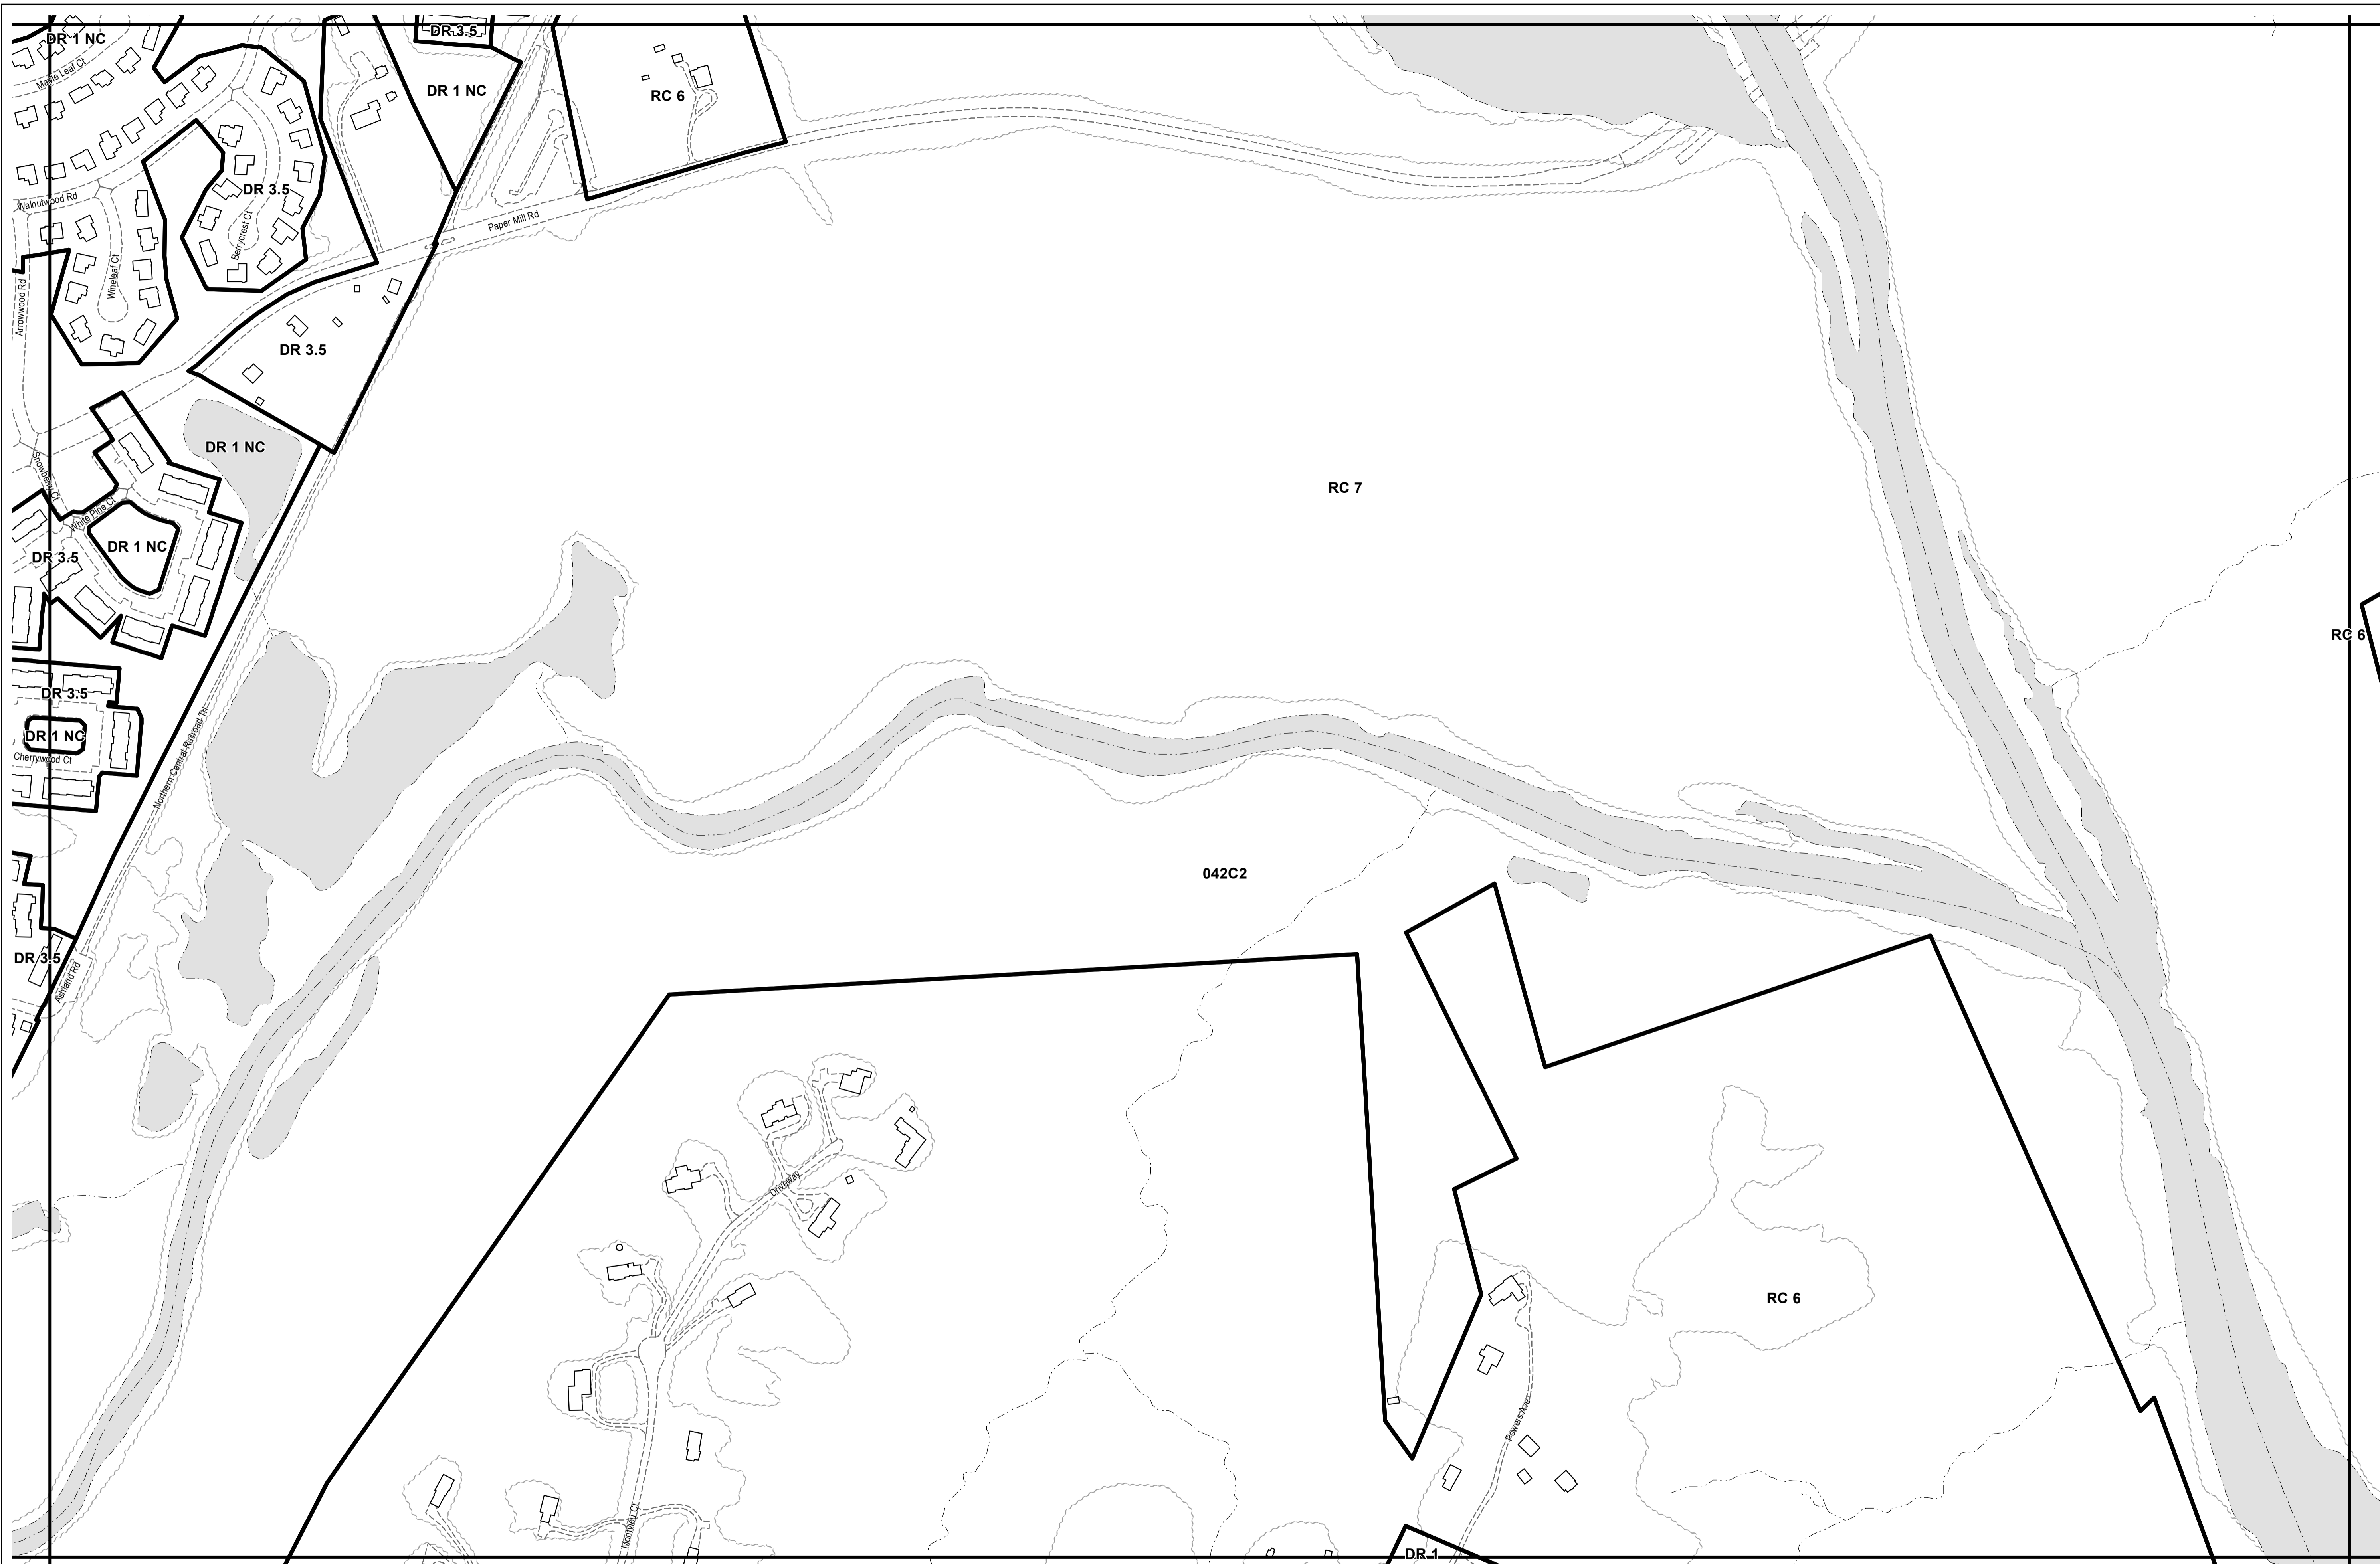 DR 1 NC
DR 3.5
Maple Leaf Ct
DR 1 NC
RC 6
DR 3.5
Walnutwood Rd
Berrycrest Ct
Paper Mill Rd
Wineleaf Ct
Arrowwood Rd
DR 3.5
DR 1 NC
Snowberry Ct
RC 7
White Pine Ct
DR 1 NC
DR 3.5
RC 6
DR 3.5
DR 1 NC
Cherrywood Ct
Northern Central Railroad Trl
042C2
DR 3.5
Ashland Rd
Driveway
RC 6
Powers Ave
Montview Ct
DR 1